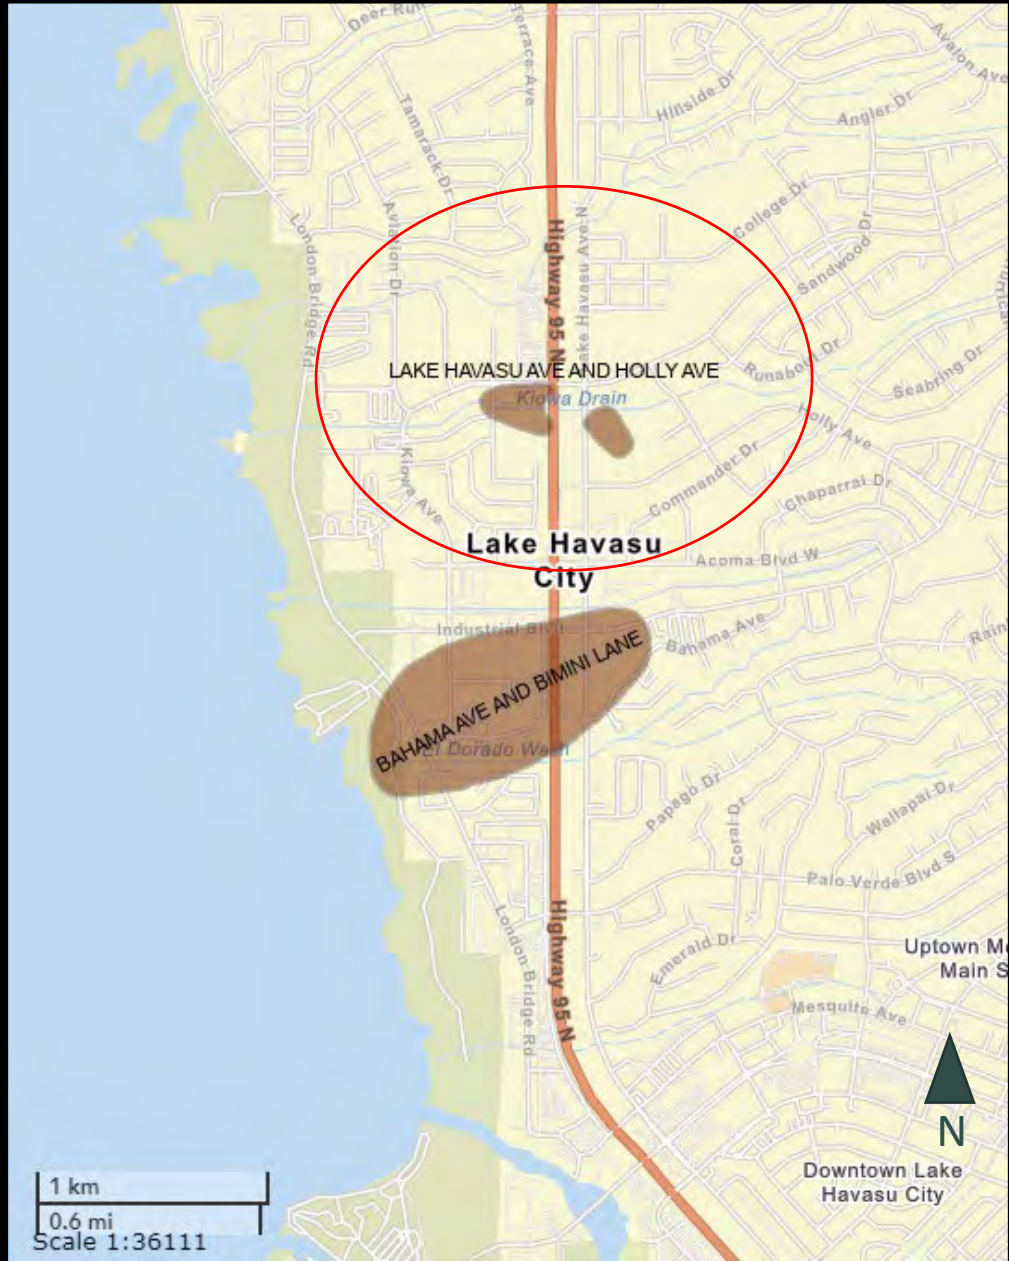 Deer Run
Terrace Ave
Avalon Ave
Hillside Dr
Angler Dr
Tamarack Dr
College Dr
Aviation Dr
London Bridge Rd
Highway 95 N
Lake Havasu Ave N
Sandwood Dr
LAKE HAVASU AVE AND HOLLY AVE
Runabout Dr
Seabring Dr
Kiowa Drain
Holly Ave
Kiowa Ave
Commander Dr
Chaparral Dr
Lake Havasu
City
Acoma Blvd W
Industrial Blvd
Bahama Ave
Rain
BAHAMA AVE AND BIMINI LANE
El Dorado Wash
Papago Dr
Coral Dr
Wallapai Dr
Palo Verde Blvd S
London Bridge Rd
Highway 95 N
Emerald Dr
Uptown M
Main S
Mesquite Ave
N
Downtown Lake
Havasu City
1 km
0.6 mi
Scale 1:36111